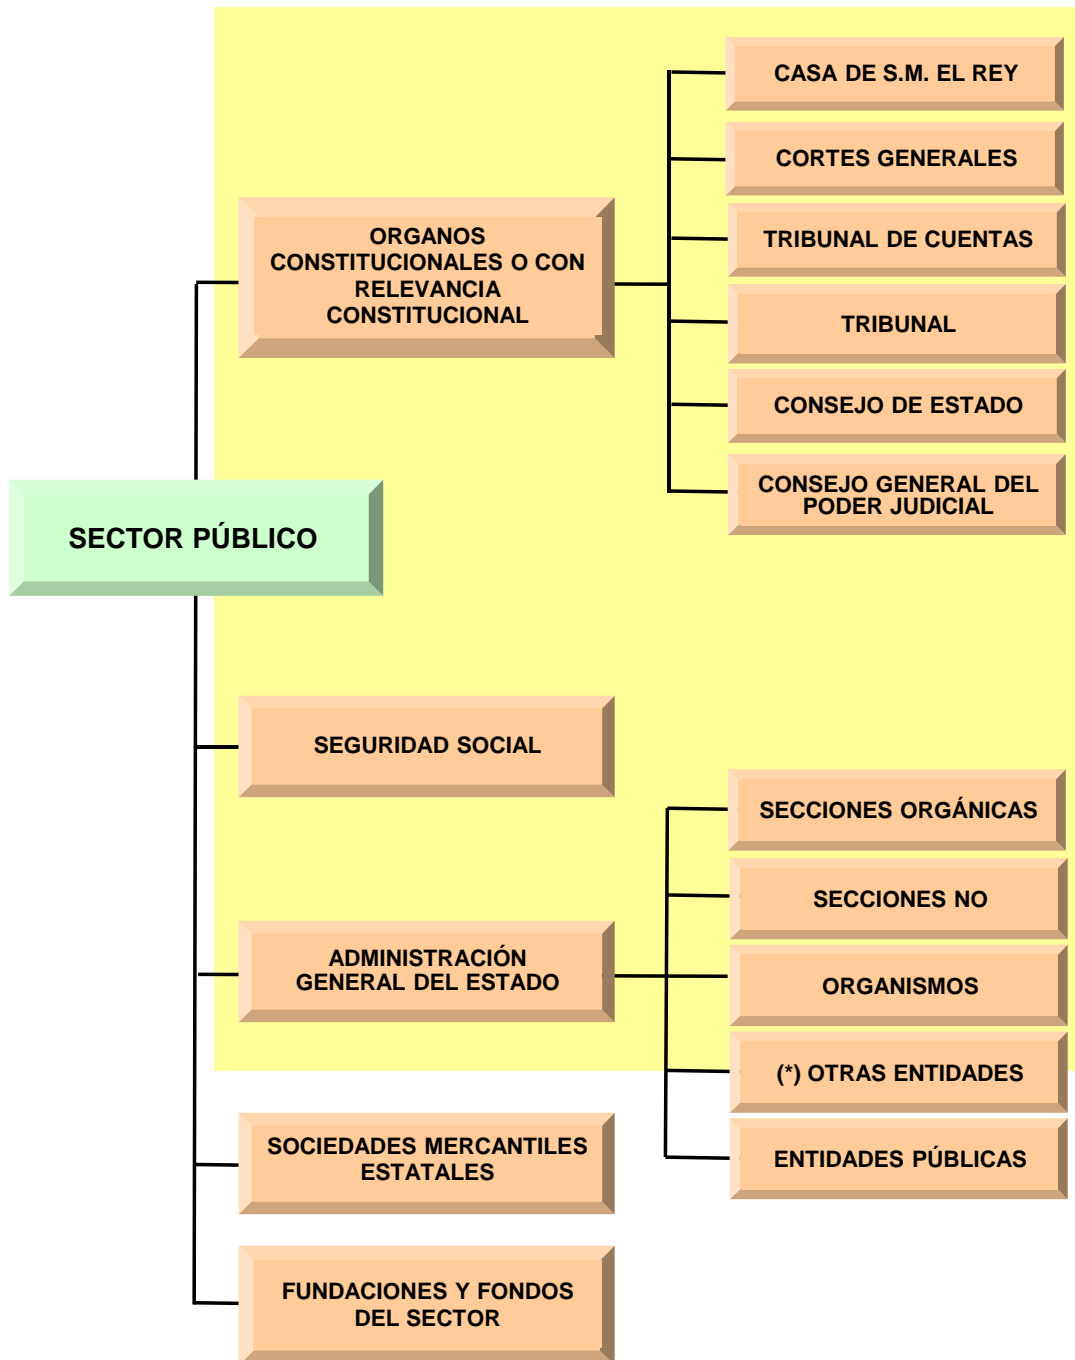 CASA DE S.M. EL REY
CORTES GENERALES
ORGANOS
CONSTITUCIONALES O CON
RELEVANCIA
CONSTITUCIONAL
TRIBUNAL DE CUENTAS
TRIBUNAL
CONSEJO DE ESTADO
CONSEJO GENERAL DEL
PODER JUDICIAL
SECTOR PÚBLICO
SEGURIDAD SOCIAL
SECCIONES ORGÁNICAS
SECCIONES NO
ADMINISTRACIÓN
GENERAL DEL ESTADO
ORGANISMOS
(*) OTRAS ENTIDADES
SOCIEDADES MERCANTILES
ESTATALES
ENTIDADES PÚBLICAS
FUNDACIONES Y FONDOS
DEL SECTOR